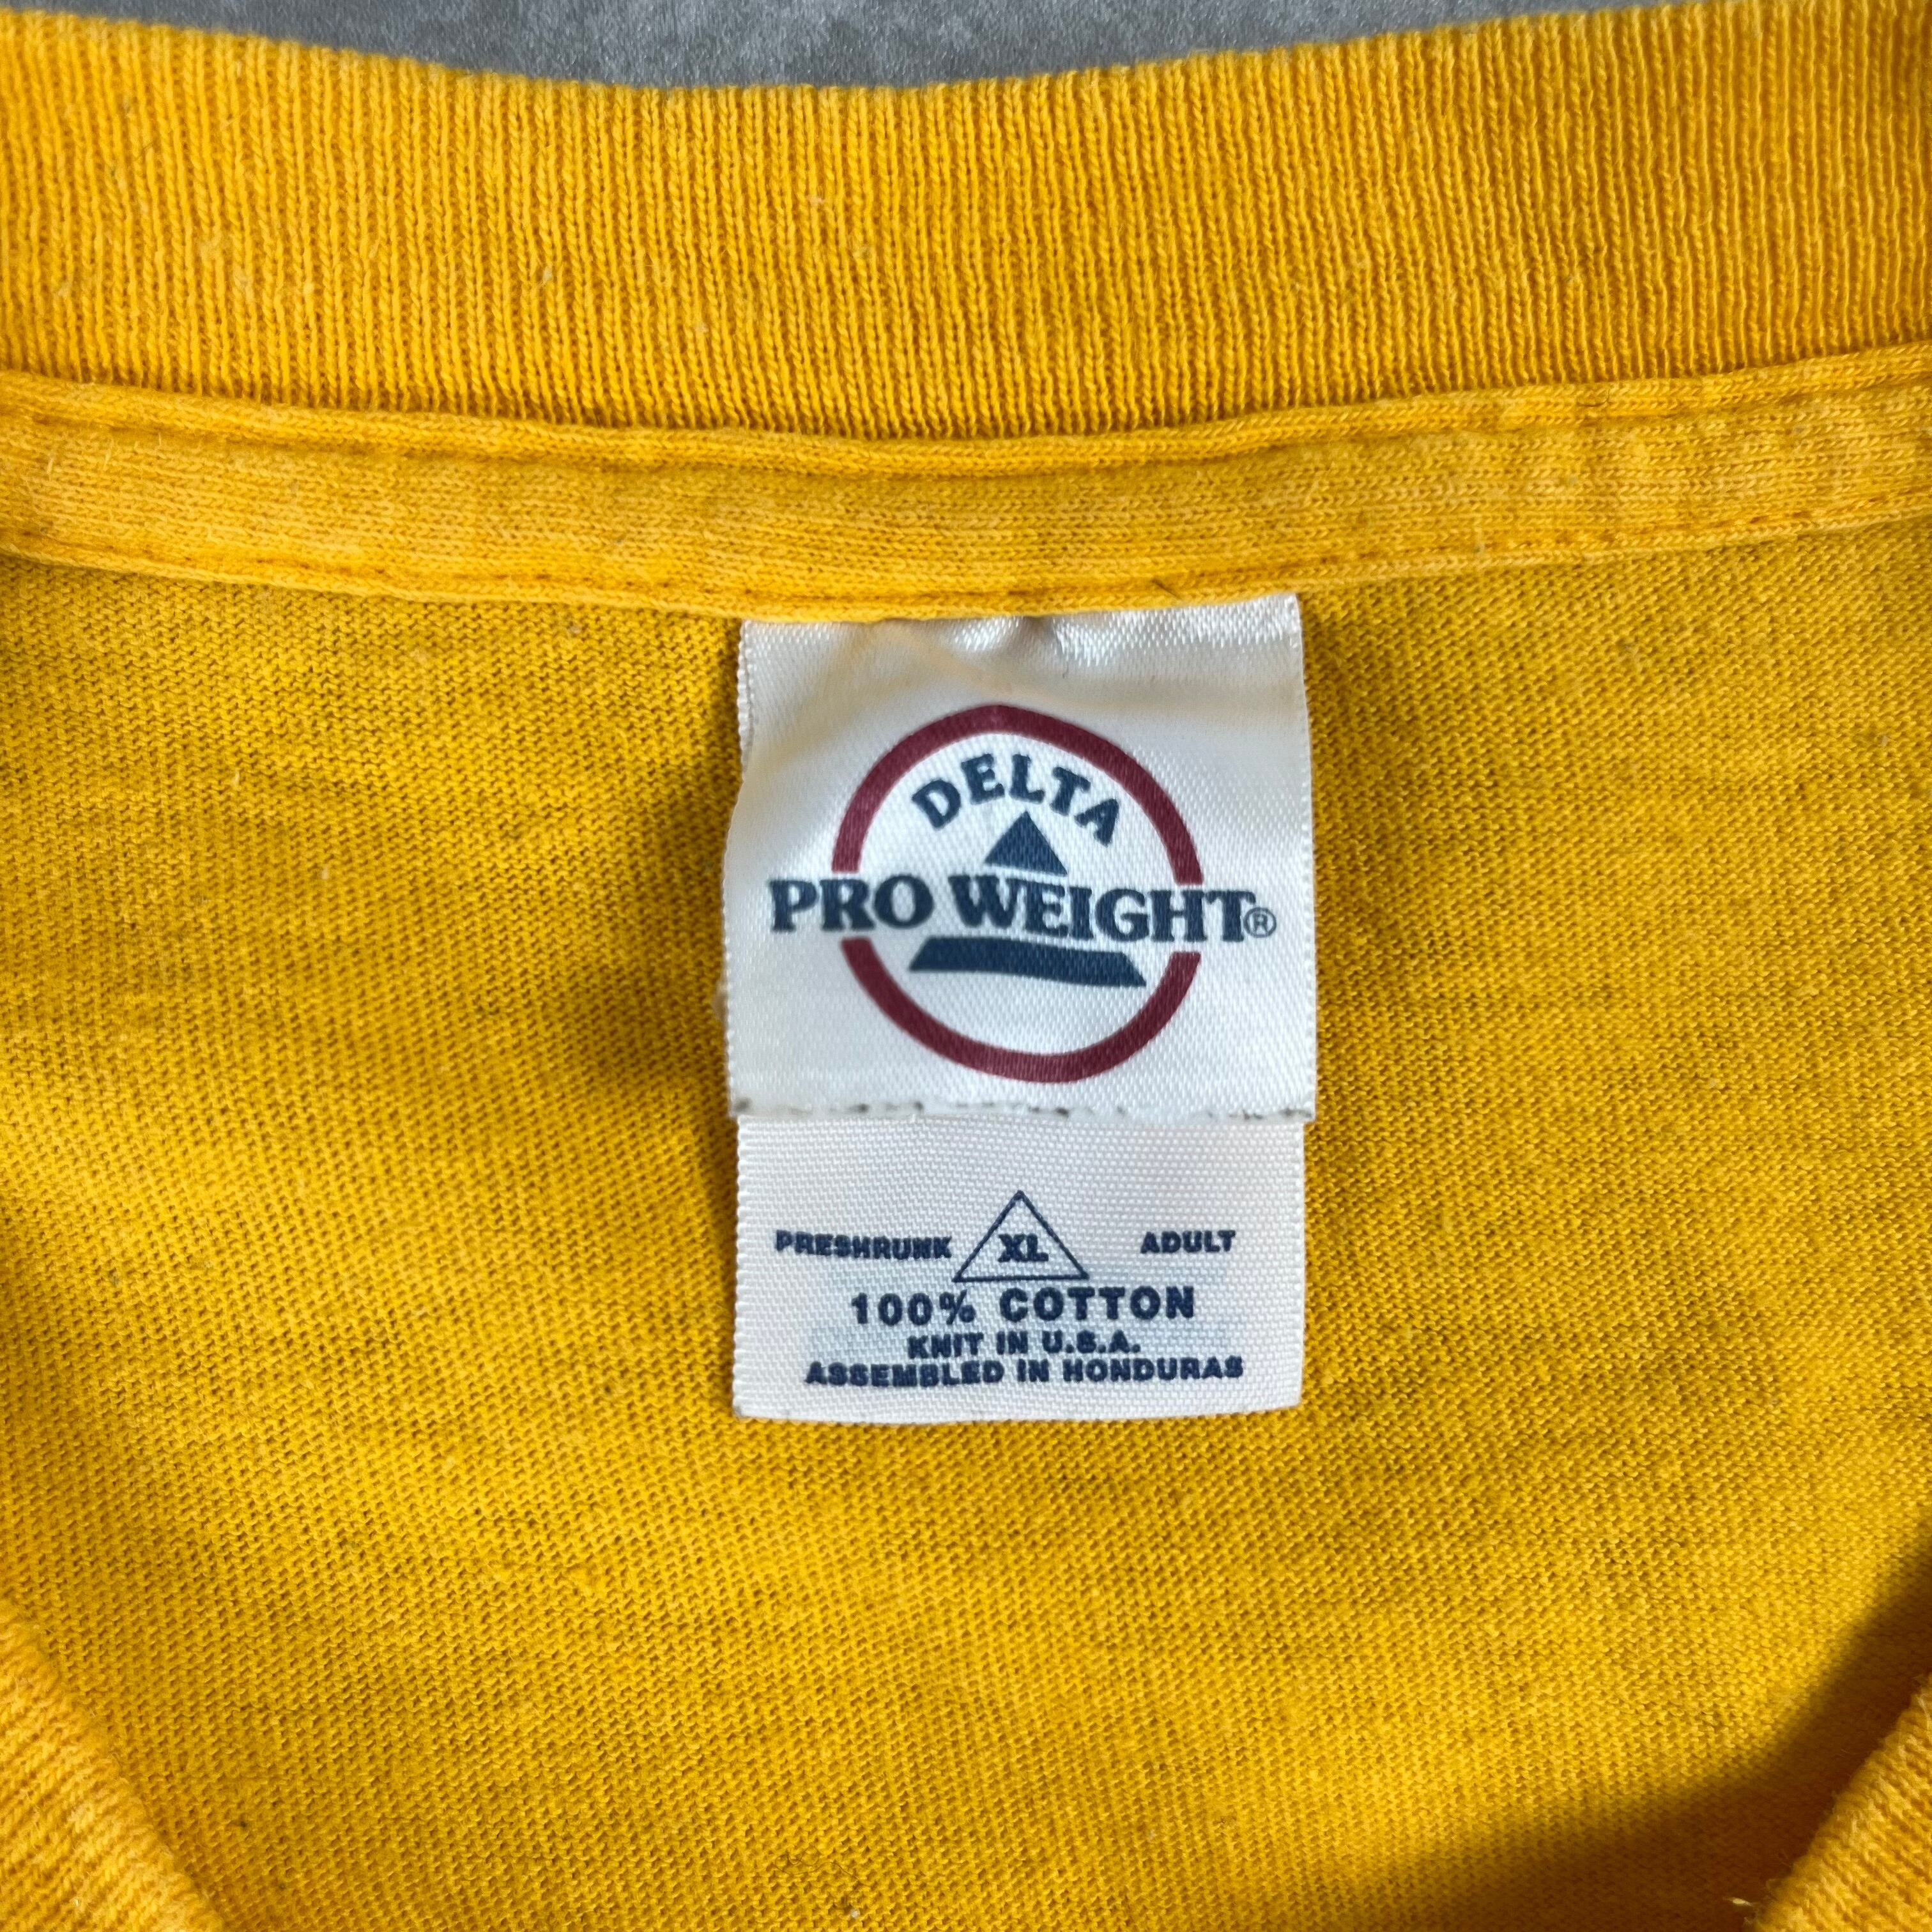 DELTA
PRO WEIGHT®
PRESHRUNK XL ADULT
100% COTTON
KNIT IN U.S.A.
ASSEMBLED IN HONDURAS